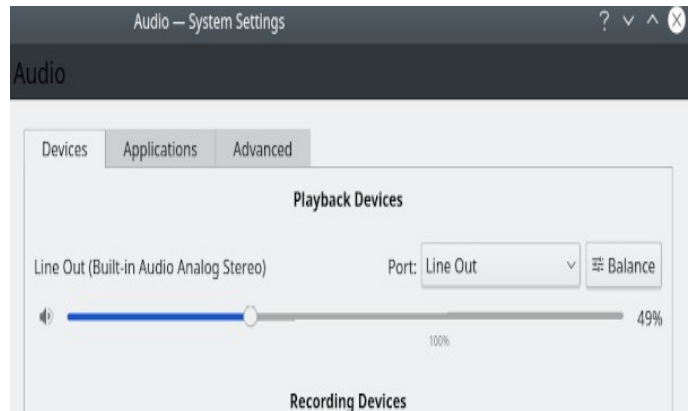 Audio — System Settings
Audio
Devices Applications Advanced
Playback Devices
Line Out (Built-in Audio Analog Stereo) Port: Line Out Balance
49%
100%
Recording Devices